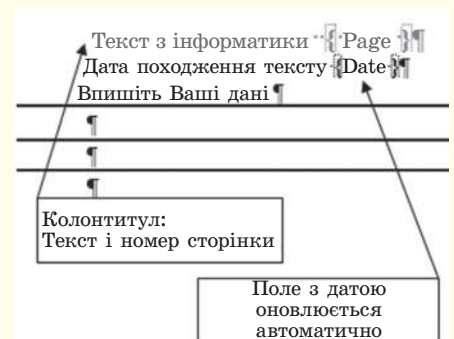 Текст з інформатики { Page }¶
Дата походження тексту {Date}¶
Впишіть Ваші дані¶
¶
¶
¶
Колонтитул:
Текст і номер сторінки
Поле з датою
оновлюється
автоматично